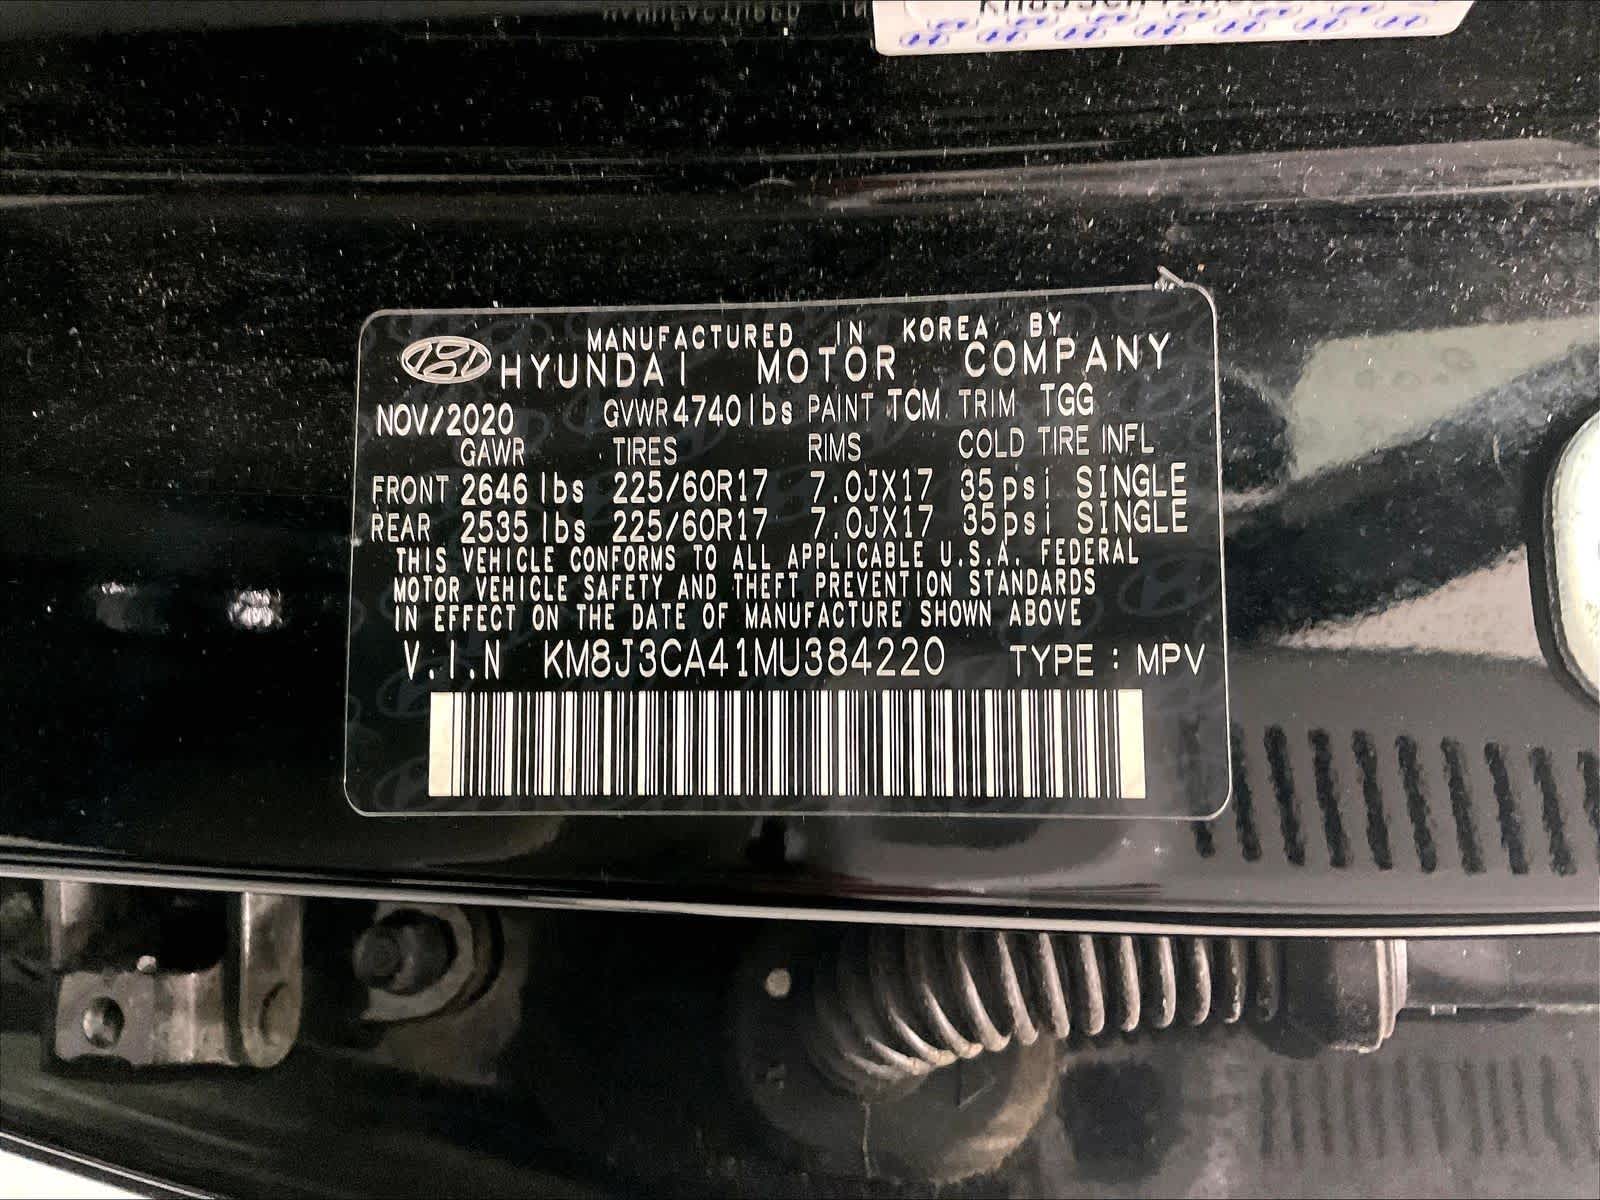 MANUFACTURED IN KOREA BY
HYUNDAI MOTOR COMPANY
NOV/2020 GVWR 4740lbs PAINT TCM TRIM TGG
GAWR TIRES RIMS COLD TIRE INFL
FRONT 2646 lbs 225/60R17 7.0JX17 35psi SINGLE
REAR 2535 lbs 225/60R17 7.0JX17 35psi SINGLE
THIS VEHICLE CONFORMS TO ALL APPLICABLE U.S.A. FEDERAL
MOTOR VEHICLE SAFETY AND THEFT PREVENTION STANDARDS
IN EFFECT ON THE DATE OF MANUFACTURE SHOWN ABOVE
V.I.N KM8J3CA41MU384220 TYPE : MPV